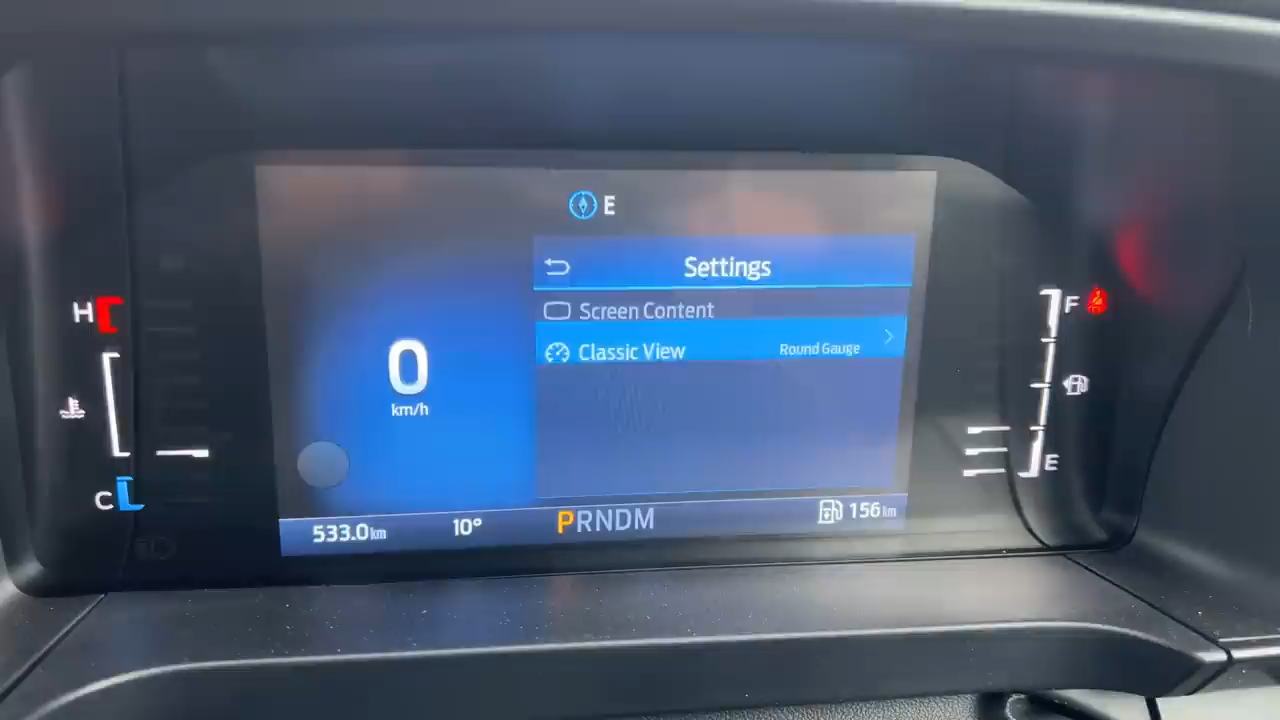 E
Settings
Screen Content
Classic View Round Gauge
0
km/h
H
C
F
E
533.0 km 10° PRNDM 156 km